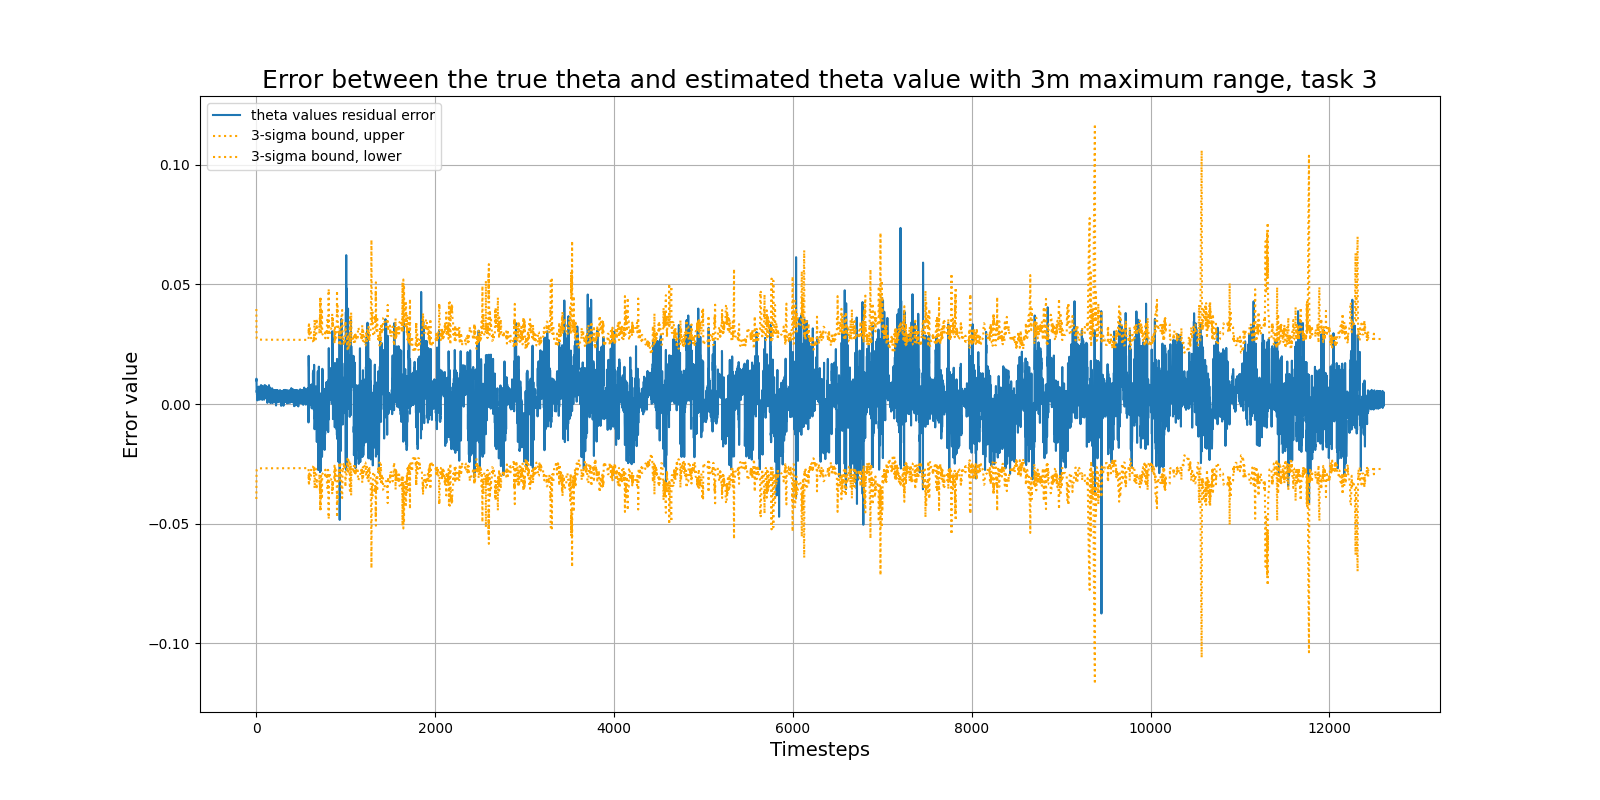 Error between the true theta and estimated theta value with 3m maximum range, task 3
theta values residual error
3-sigma bound, upper
3-sigma bound, lower
0.10
0.05
0.00
−0.05
−0.10
Error value
0 2000 4000 6000 8000 10000 12000
Timesteps